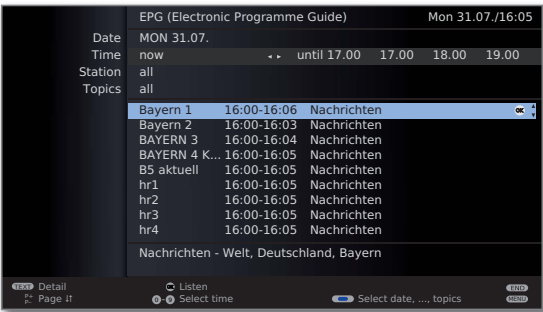 EPG (Electronic Programme Guide) Mon 31.07./16:05
Date MON 31.07.
Time now ◂ ▸ until 17.00 17.00 18.00 19.00
Station all
Topics all
Bayern 1 16:00-16:06 Nachrichten OK
Bayern 2 16:00-16:03 Nachrichten
BAYERN 3 16:00-16:04 Nachrichten
BAYERN 4 K... 16:00-16:05 Nachrichten
B5 aktuell 16:00-16:05 Nachrichten
hr1 16:00-16:05 Nachrichten
hr2 16:00-16:05 Nachrichten
hr3 16:00-16:05 Nachrichten
hr4 16:00-16:05 Nachrichten
Nachrichten - Welt, Deutschland, Bayern
TEXT Detail OK Listen END
P+ P– Page ↓↑ 0-9 Select time Select date, ..., topics MENU